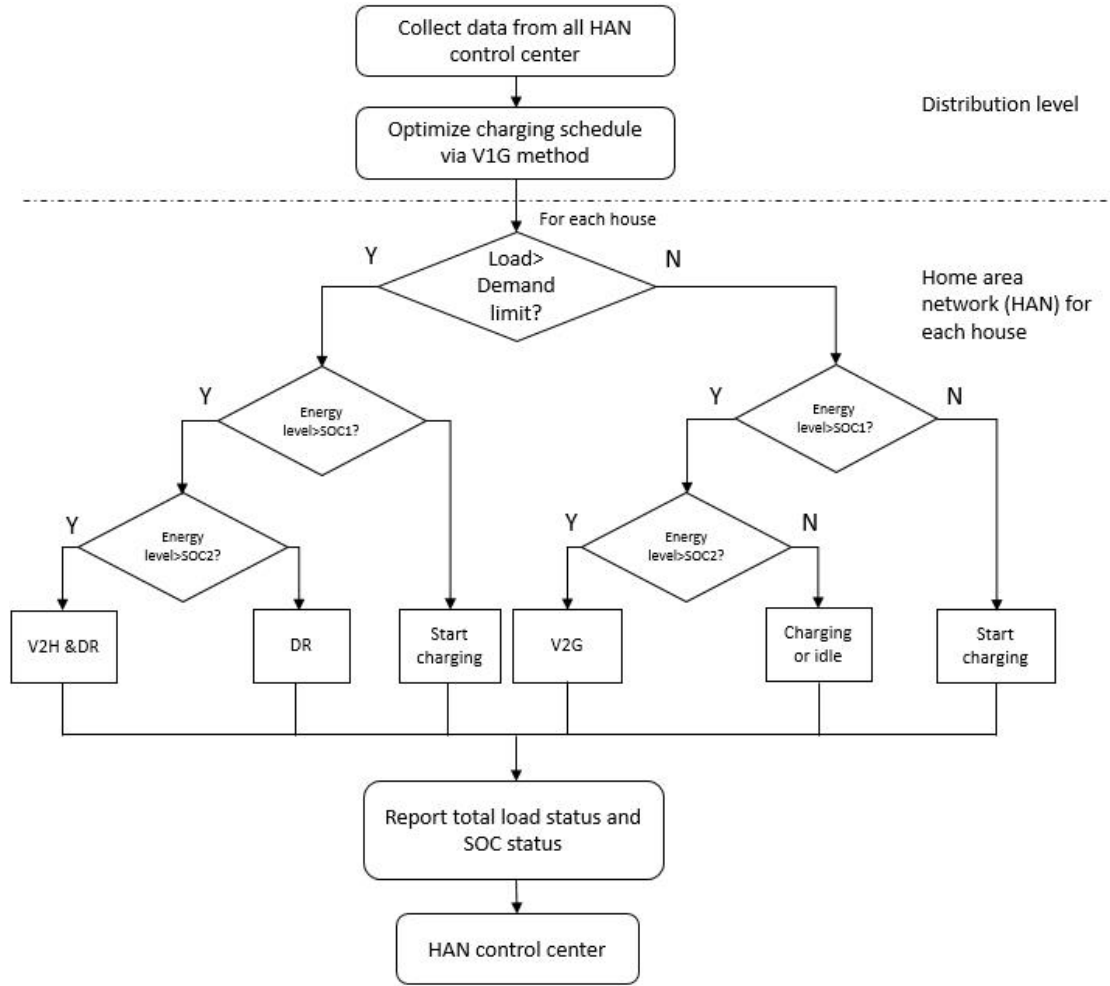 Collect data from all HAN
control center
Distribution level
Optimize charging schedule
via V1G method
For each house
Y
Load>
Demand
limit?
N
Home area
network (HAN) for
each house
Y
Energy
level>SOC1?
Y
Energy
level>SOC1?
N
Y
Energy
level>SOC2?
Y
Energy
level>SOC2?
N
V2H &DR
DR
Start
charging
V2G
Charging
or idle
Start
charging
Report total load status and
SOC status
HAN control center